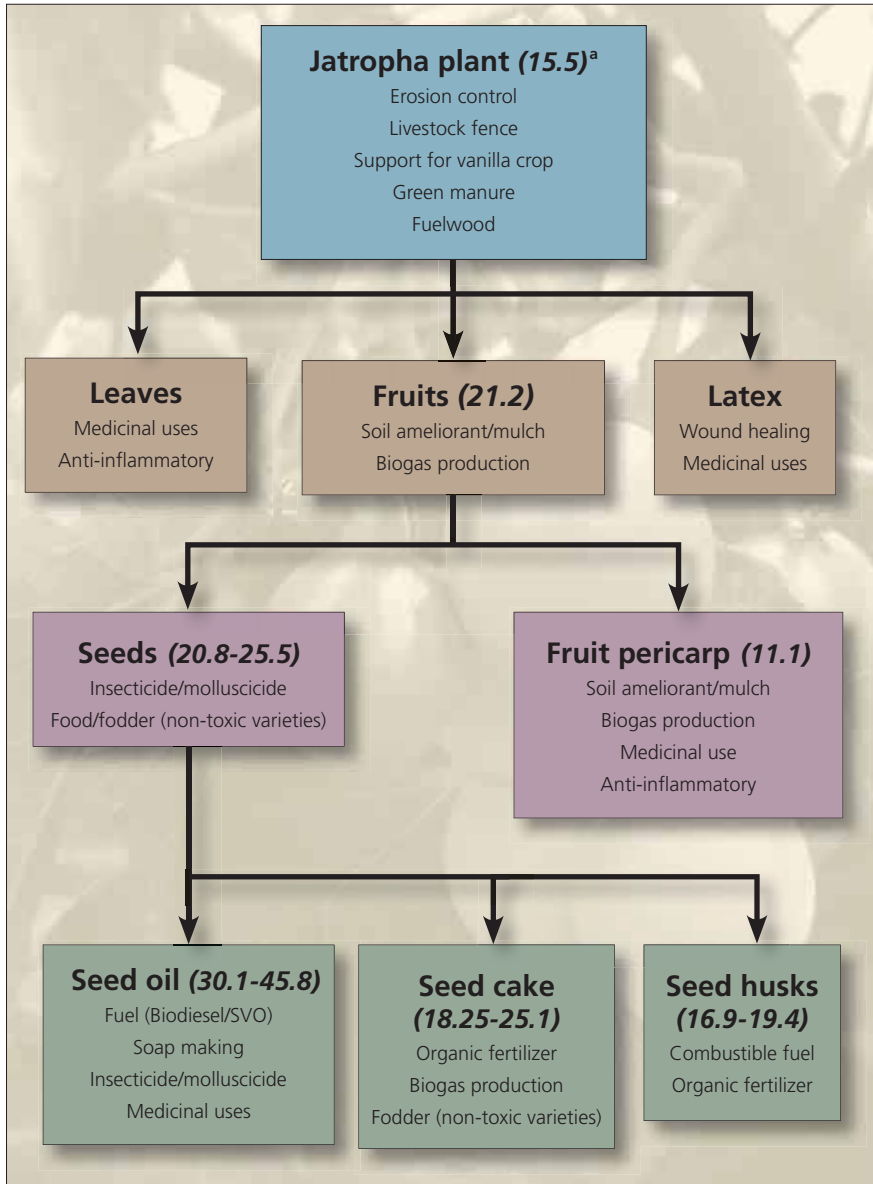 Jatropha plant (15.5)ᵃ
Erosion control
Livestock fence
Support for vanilla crop
Green manure
Fuelwood
Leaves
Medicinal uses
Anti-inflammatory
Fruits (21.2)
Soil ameliorant/mulch
Biogas production
Latex
Wound healing
Medicinal uses
Seeds (20.8-25.5)
Insecticide/molluscicide
Food/fodder (non-toxic varieties)
Fruit pericarp (11.1)
Soil ameliorant/mulch
Biogas production
Medicinal use
Anti-inflammatory
Seed oil (30.1-45.8)
Fuel (Biodiesel/SVO)
Soap making
Insecticide/molluscicide
Medicinal uses
Seed cake
(18.25-25.1)
Organic fertilizer
Biogas production
Fodder (non-toxic varieties)
Seed husks
(16.9-19.4)
Combustible fuel
Organic fertilizer